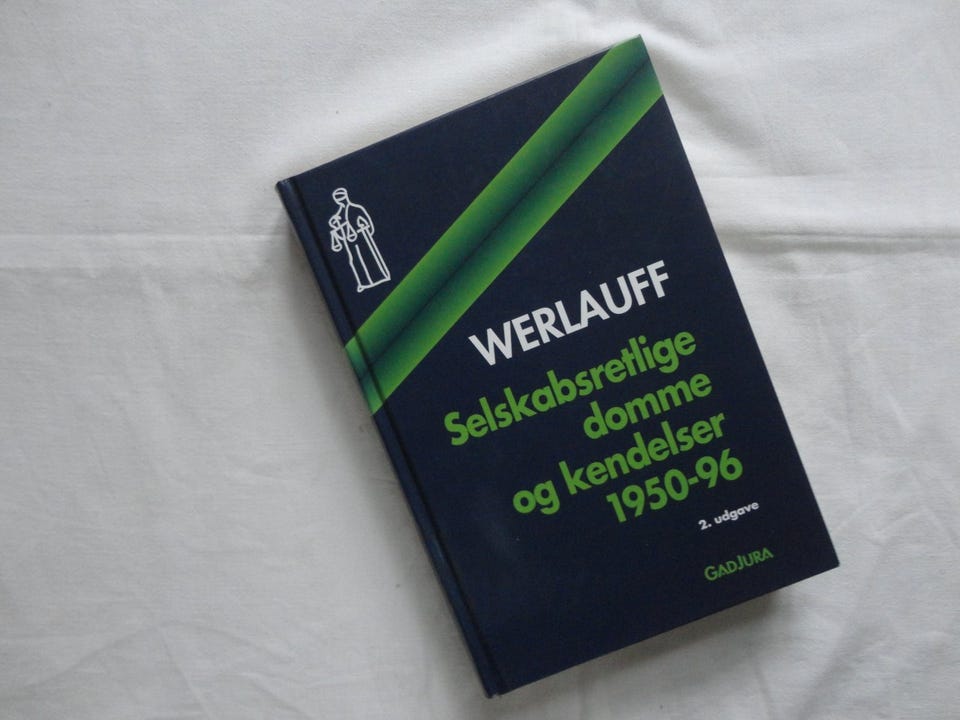 WERLAUFF
Selskabsretlige
domme
og kendelser
1950-96
2. udgave
GADJURA